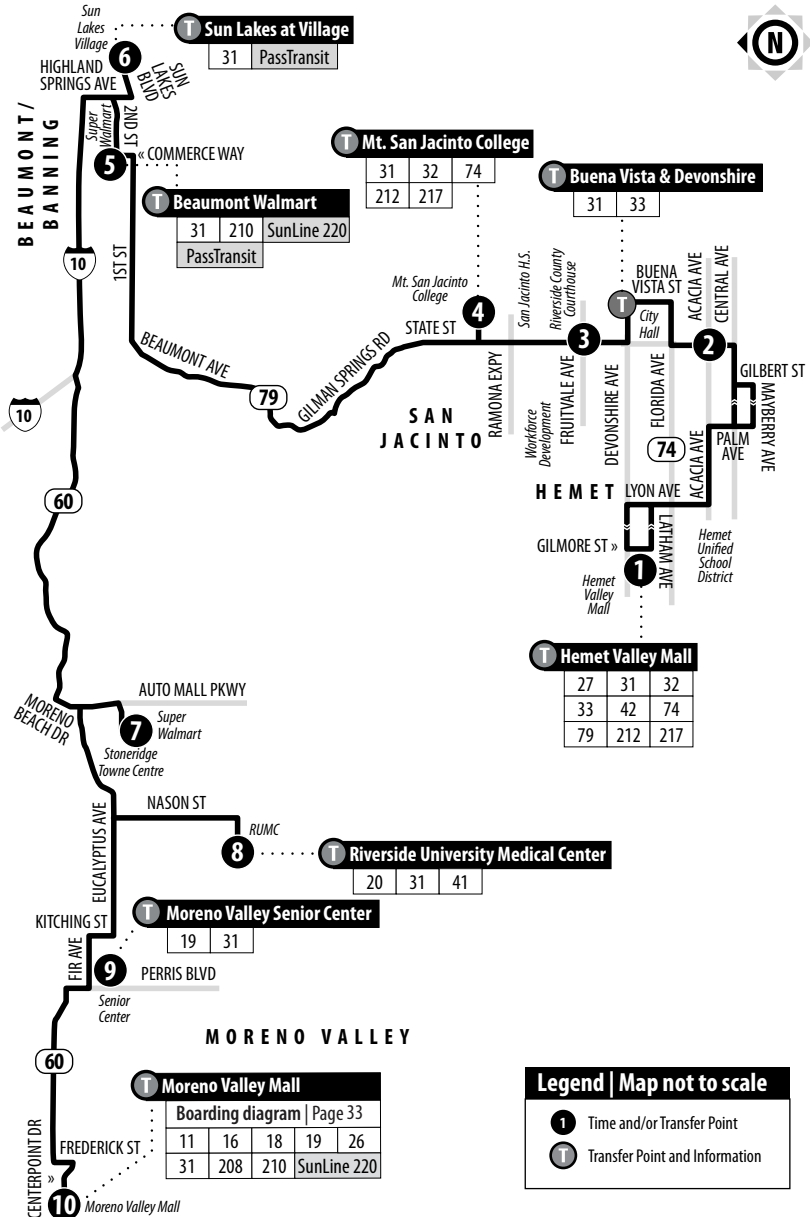 Sun
Lakes
Village
T Sun Lakes at Village
31 PassTransit
N
6
HIGHLAND
SPRINGS AVE
SUN
LAKES
BLVD
BEAUMONT/
BANNING
Super
Walmart
2ND ST
5
« COMMERCE WAY
T Beaumont Walmart
31 210 SunLine 220
PassTransit
T Mt. San Jacinto College
31 32 74
212 217
T Buena Vista & Devonshire
31 33
10
1ST ST
Mt. San Jacinto
College
4
San Jacinto H.S.
Riverside County
Courthouse
T
BUENA
VISTA ST
City
Hall
ACACIA AVE
CENTRAL AVE
STATE ST
3
2
BEAUMONT AVE
79
GILMAN SPRINGS RD
RAMONA EXPY
Workforce
Development
FRUITVALE AVE
DEVONSHIRE AVE
FLORIDA AVE
GILBERT ST
MAYBERRY AVE
PALM
AVE
10
SAN
JACINTO
74
ACACIA AVE
60
HEMET
LYON AVE
GILMORE ST »
LATHAM AVE
1
Hemet
Valley
Mall
Hemet
Unified
School
District
T Hemet Valley Mall
27 31 32
33 42 74
79 212 217
AUTO MALL PKWY
MORENO
BEACH DR
7
Super
Walmart
Stoneridge
Towne Centre
NASON ST
EUCALYPTUS AVE
RUMC
8
T Riverside University Medical Center
20 31 41
KITCHING ST
T Moreno Valley Senior Center
19 31
FIR AVE
9
PERRIS BLVD
Senior
Center
MORENO VALLEY
60
T Moreno Valley Mall
Boarding diagram | Page 33
11 16 18 19 26
31 208 210 SunLine 220
CENTERPOINT DR
»
FREDERICK ST
10
Moreno Valley Mall
Legend | Map not to scale
1 Time and/or Transfer Point
T Transfer Point and Information